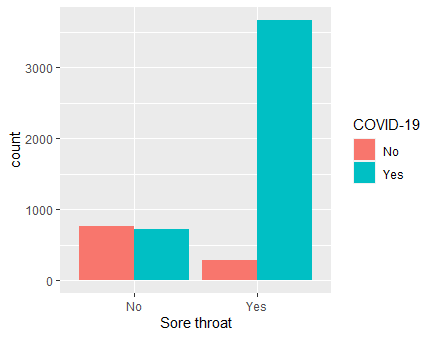 3000
2000
1000
0
count
No
Yes
Sore throat
COVID-19
No
Yes